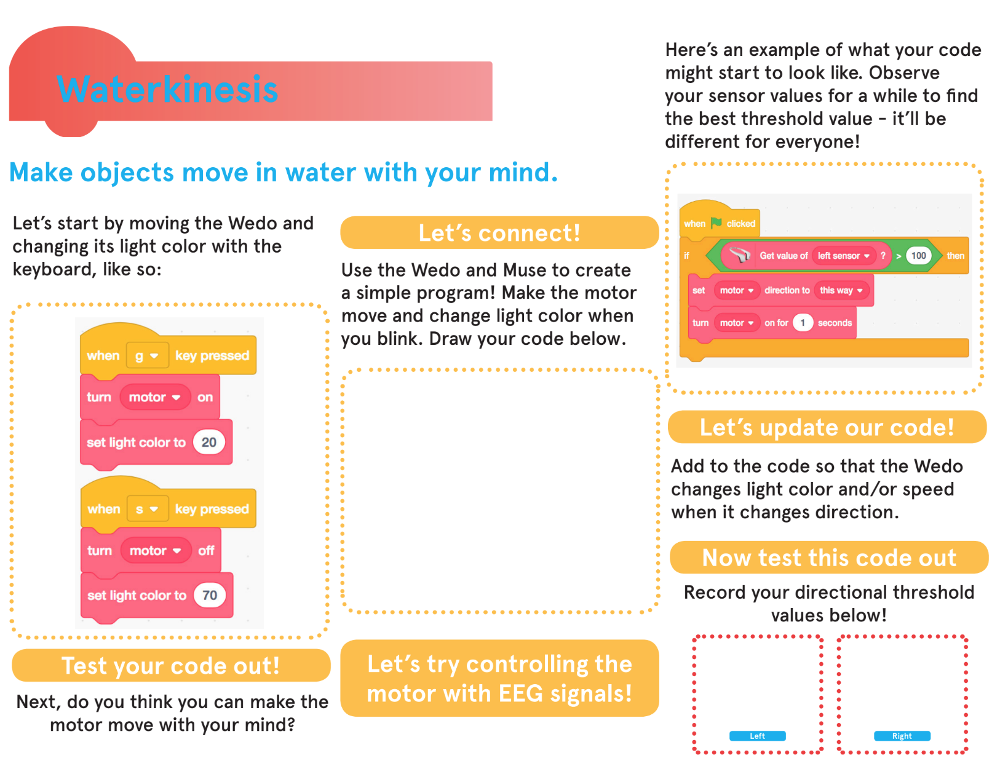 Waterkinesis
Make objects move in water with your mind.
Let's start by moving the Wedo and
changing its light color with the
keyboard, like so:
when g key pressed
turn motor on
set light color to 20
when s key pressed
turn motor off
set light color to 70
Test your code out!
Next, do you think you can make the
motor move with your mind?
Let's connect!
Use the Wedo and Muse to create
a simple program! Make the motor
move and change light color when
you blink. Draw your code below.
Let's try controlling the
motor with EEG signals!
Here's an example of what your code
might start to look like. Observe
your sensor values for a while to find
the best threshold value - it'll be
different for everyone!
when clicked
if Get value of left sensor ? > 100 then
set motor direction to this way
turn motor on for 1 seconds
Let's update our code!
Add to the code so that the Wedo
changes light color and/or speed
when it changes direction.
Now test this code out
Record your directional threshold
values below!
Left
Right